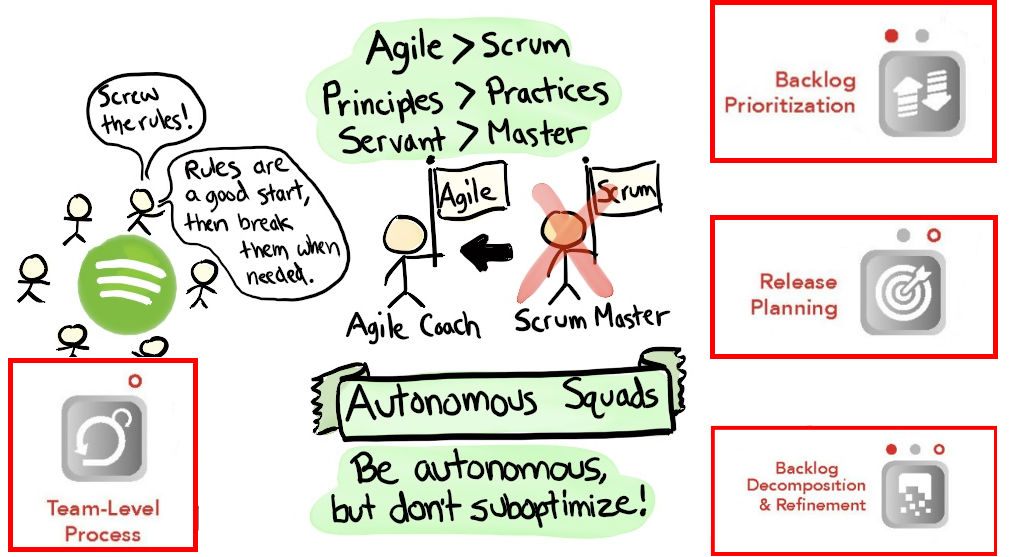 Agile > Scrum
Principles > Practices
Servant > Master
Screw
the rules!
Rules are
a good start,
then break
them when
needed.
Agile
Scrum
Agile Coach
Scrum Master
Autonomous Squads
Be autonomous,
but don't suboptimize!
Team-Level
Process
Backlog
Prioritization
Release
Planning
Backlog
Decomposition
& Refinement